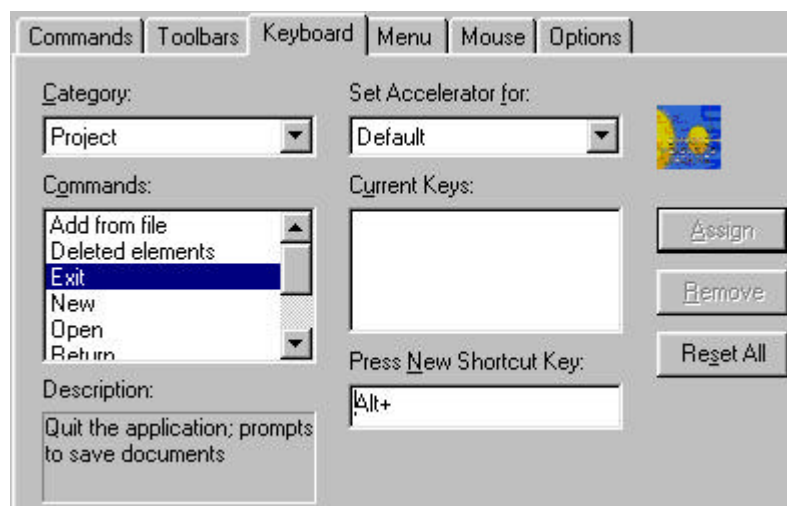 Commands Toolbars Keyboard Menu Mouse Options
Category:
Project
Commands:
Add from file
Deleted elements
Exit
New
Open
Return
Description:
Quit the application; prompts
to save documents
Set Accelerator for:
Default
Current Keys:
Press New Shortcut Key:
Alt+
Assign
Remove
Reset All